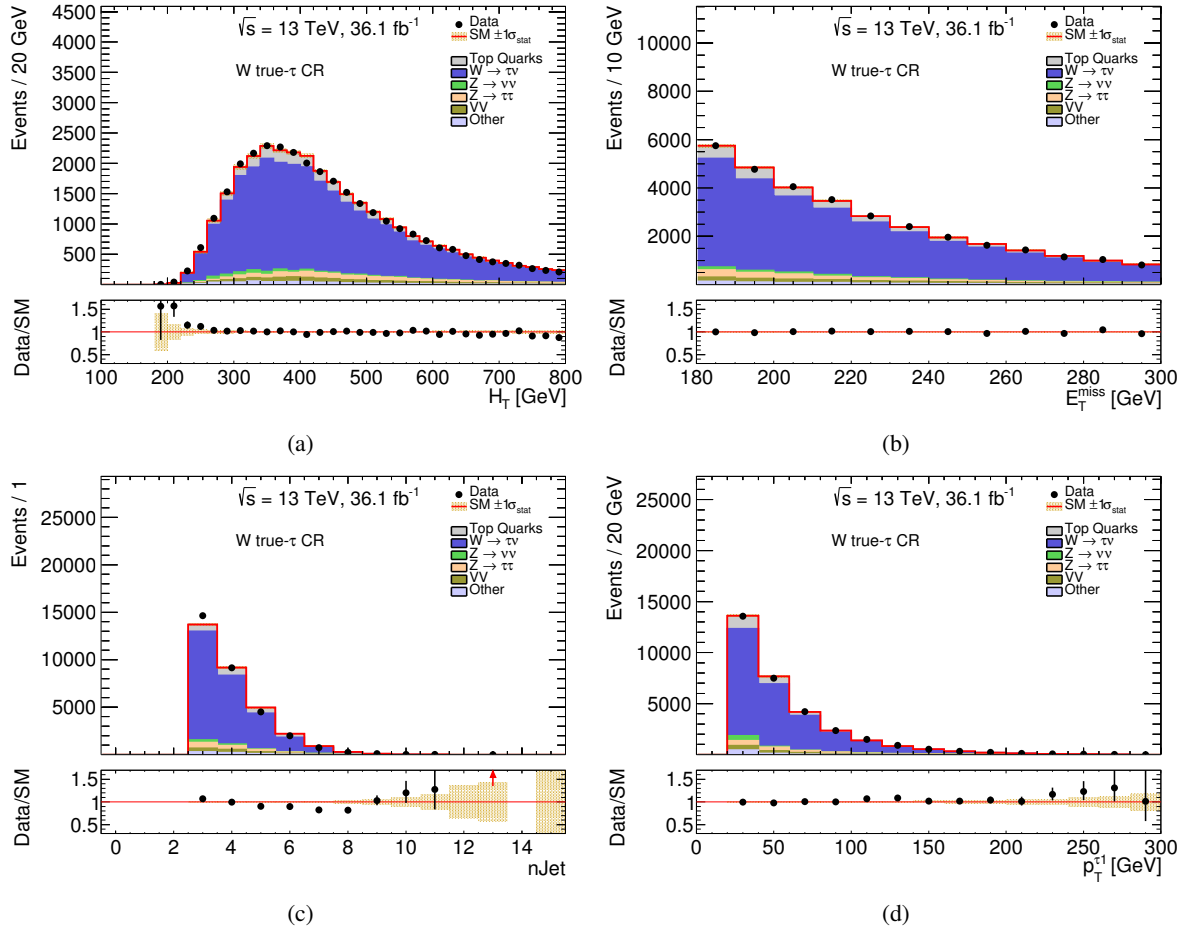 Events / 20 GeV
4500
4000
3500
3000
2500
2000
1500
1000
500
√s = 13 TeV, 36.1 fb⁻¹
W true-τ CR
Data
SM ±1σstat
Top Quarks
W → τν
Z → νν
Z → ττ
VV
Other
Data/SM
1.5
1
0.5
100 200 300 400 500 600 700 800
H_T [GeV]
(a)
Events / 10 GeV
10000
8000
6000
4000
2000
√s = 13 TeV, 36.1 fb⁻¹
W true-τ CR
Data
SM ±1σstat
Top Quarks
W → τν
Z → νν
Z → ττ
VV
Other
Data/SM
1.5
1
0.5
180 200 220 240 260 280 300
E_T^miss [GeV]
(b)
Events / 1
25000
20000
15000
10000
5000
√s = 13 TeV, 36.1 fb⁻¹
W true-τ CR
Data
SM ±1σstat
Top Quarks
W → τν
Z → νν
Z → ττ
VV
Other
Data/SM
1.5
1
0.5
0 2 4 6 8 10 12 14
nJet
(c)
Events / 20 GeV
25000
20000
15000
10000
5000
√s = 13 TeV, 36.1 fb⁻¹
W true-τ CR
Data
SM ±1σstat
Top Quarks
W → τν
Z → νν
Z → ττ
VV
Other
Data/SM
1.5
1
0.5
0 50 100 150 200 250 300
p_T^τ1 [GeV]
(d)